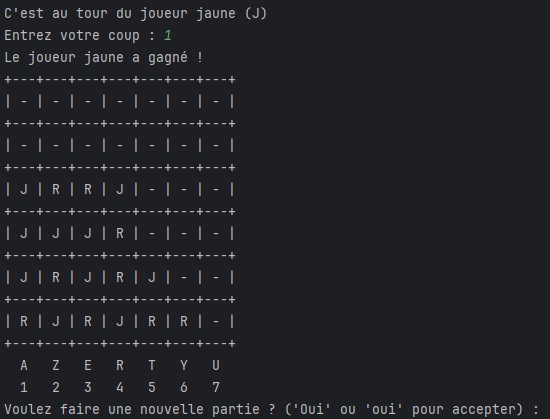 C'est au tour du joueur jaune (J)
Entrez votre coup : 1
Le joueur jaune a gagné !
+---+---+---+---+---+---+---+
| - | - | - | - | - | - | - |
+---+---+---+---+---+---+---+
| - | - | - | - | - | - | - |
+---+---+---+---+---+---+---+
| J | R | R | J | - | - | - |
+---+---+---+---+---+---+---+
| J | J | J | R | - | - | - |
+---+---+---+---+---+---+---+
| J | R | J | R | J | - | - |
+---+---+---+---+---+---+---+
| R | J | R | J | R | R | - |
+---+---+---+---+---+---+---+
  A   Z   E   R   T   Y   U
  1   2   3   4   5   6   7
Voulez faire une nouvelle partie ? ('Oui' ou 'oui' pour accepter) :